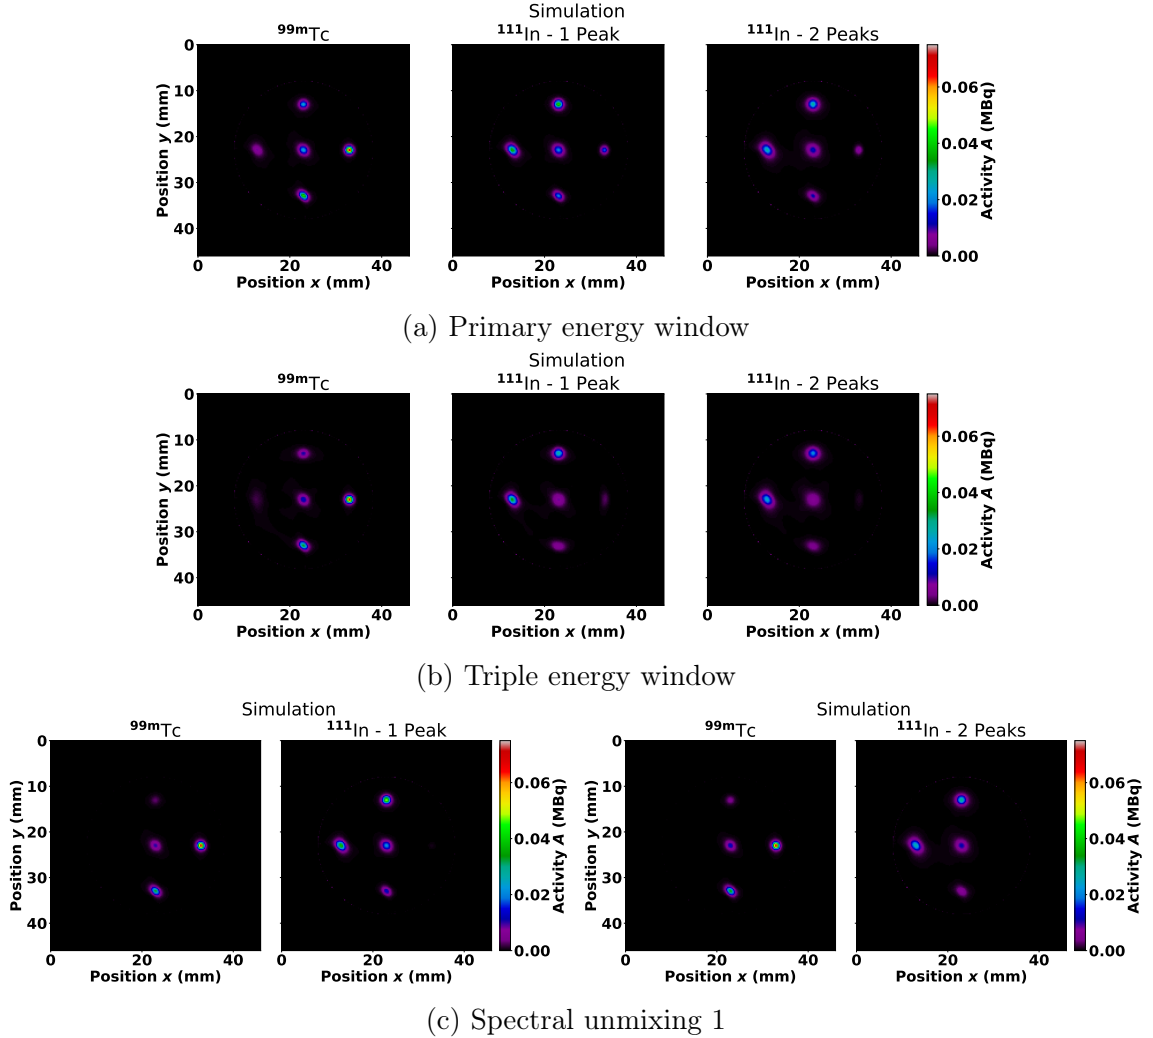 Simulation
99mTc 111In - 1 Peak 111In - 2 Peaks
0
10
20
30
40
Position y (mm)
0 20 40 0 20 40 0 20 40
Position x (mm) Position x (mm) Position x (mm)
0.06
0.04
0.02
0.00
Activity A (MBq)
(a) Primary energy window
Simulation
99mTc 111In - 1 Peak 111In - 2 Peaks
0
10
20
30
40
Position y (mm)
0 20 40 0 20 40 0 20 40
Position x (mm) Position x (mm) Position x (mm)
0.06
0.04
0.02
0.00
Activity A (MBq)
(b) Triple energy window
Simulation
99mTc 111In - 1 Peak
0
10
20
30
40
Position y (mm)
0 20 40 0 20 40
Position x (mm) Position x (mm)
0.06
0.04
0.02
0.00
Activity A (MBq)
Simulation
99mTc 111In - 2 Peaks
0
10
20
30
40
Position y (mm)
0 20 40 0 20 40
Position x (mm) Position x (mm)
0.06
0.04
0.02
0.00
Activity A (MBq)
(c) Spectral unmixing 1